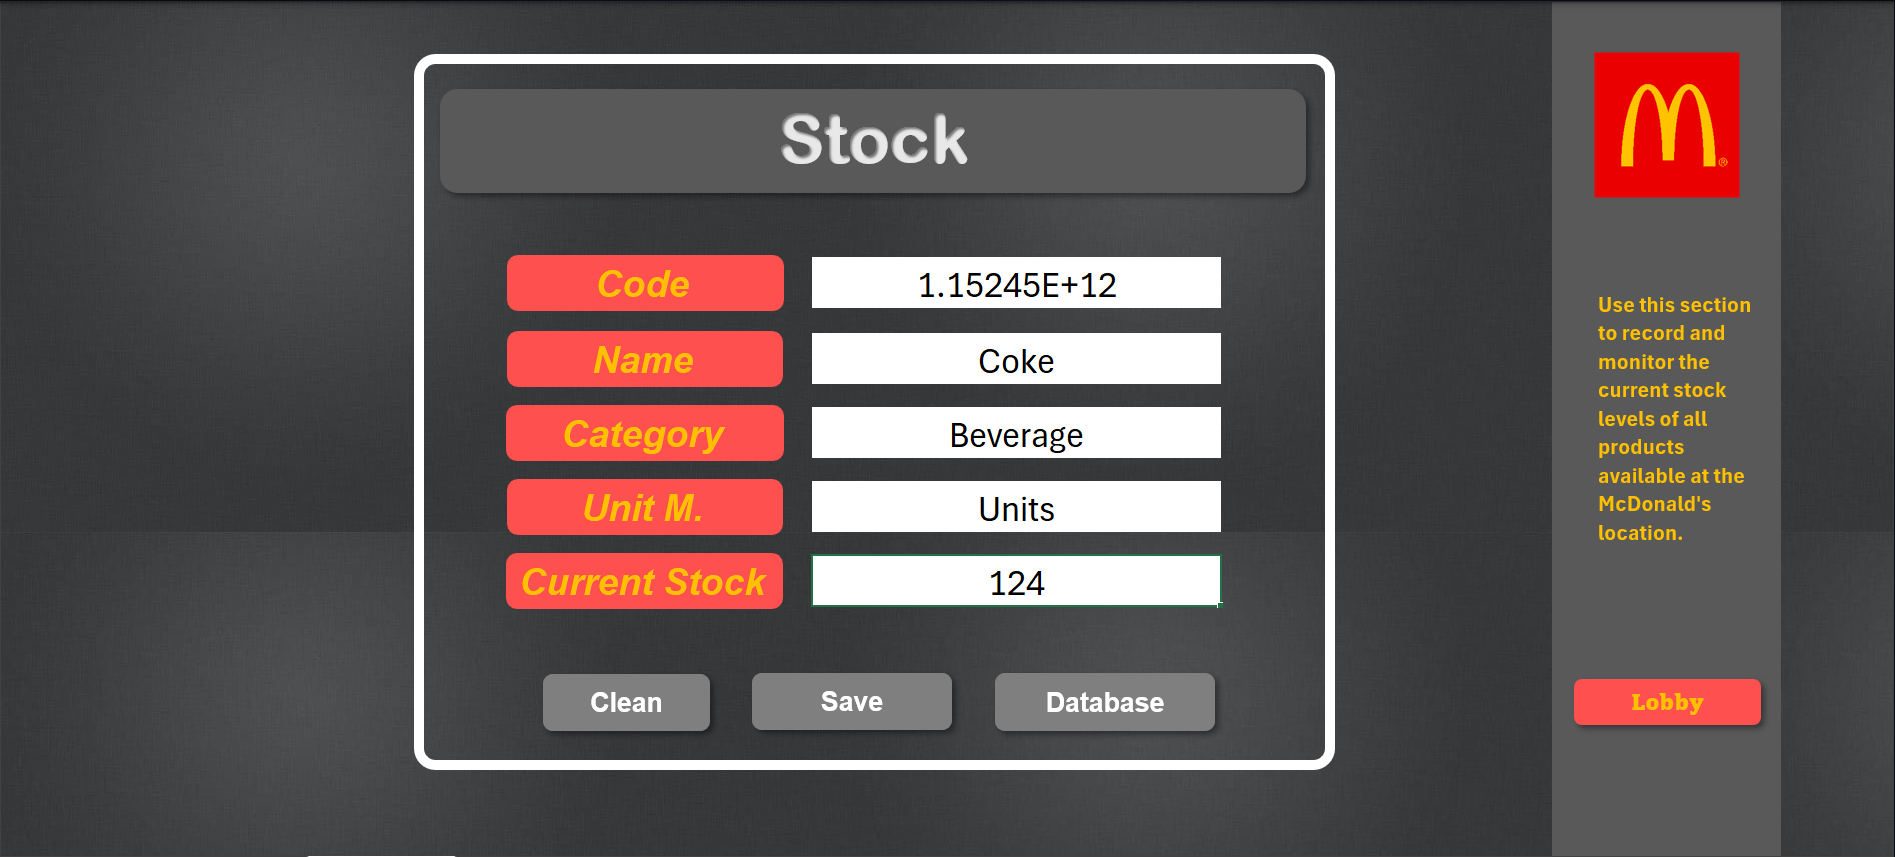 Stock
Code
1.15245E+12
Name
Coke
Category
Beverage
Unit M.
Units
Current Stock
124
Clean
Save
Database
M®
Use this section
to record and
monitor the
current stock
levels of all
products
available at the
McDonald's
location.
Lobby